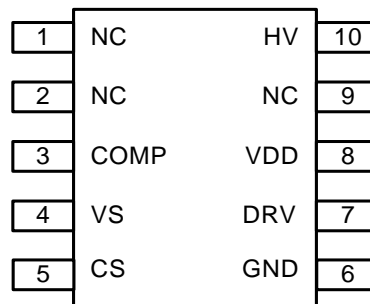 1 NC HV 10
2 NC NC 9
3 COMP VDD 8
4 VS DRV 7
5 CS GND 6